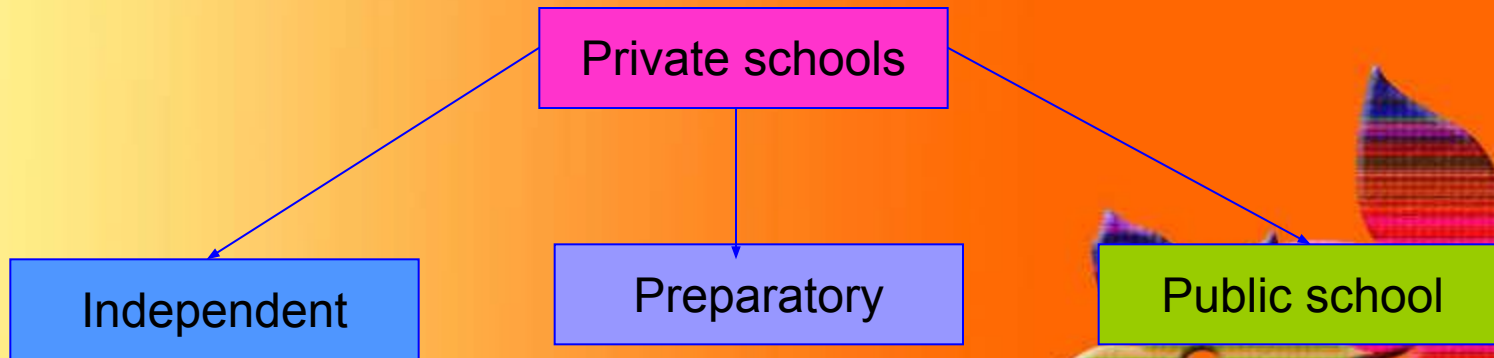 Private schools
Independent
Preparatory
Public school